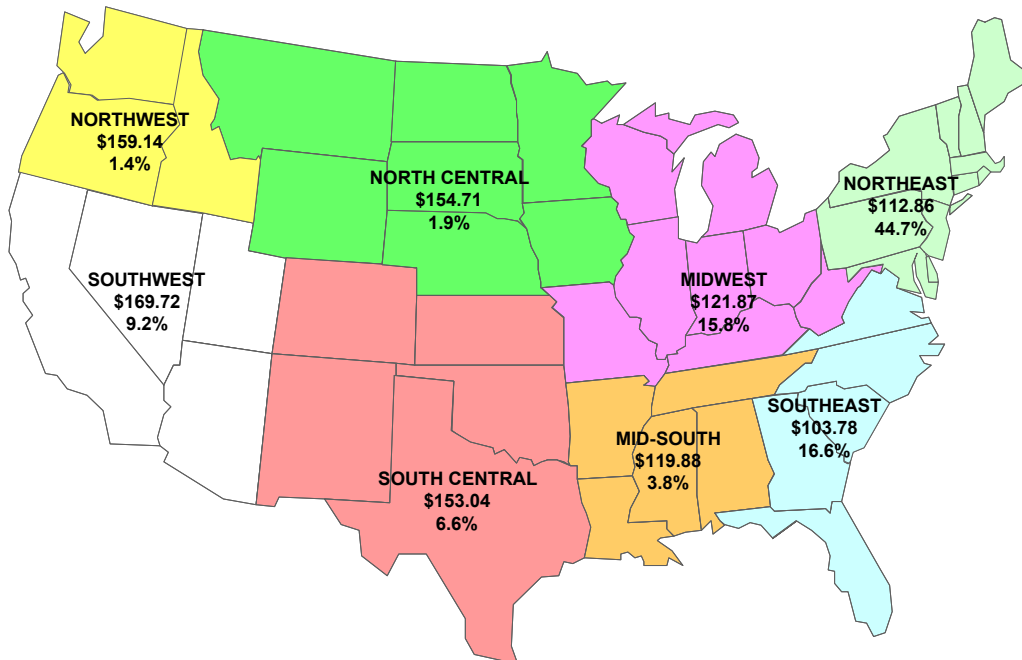 NORTHWEST
$159.14
1.4%
NORTH CENTRAL
$154.71
1.9%
NORTHEAST
$112.86
44.7%
SOUTHWEST
$169.72
9.2%
MIDWEST
$121.87
15.8%
SOUTHEAST
$103.78
16.6%
MID-SOUTH
$119.88
3.8%
SOUTH CENTRAL
$153.04
6.6%